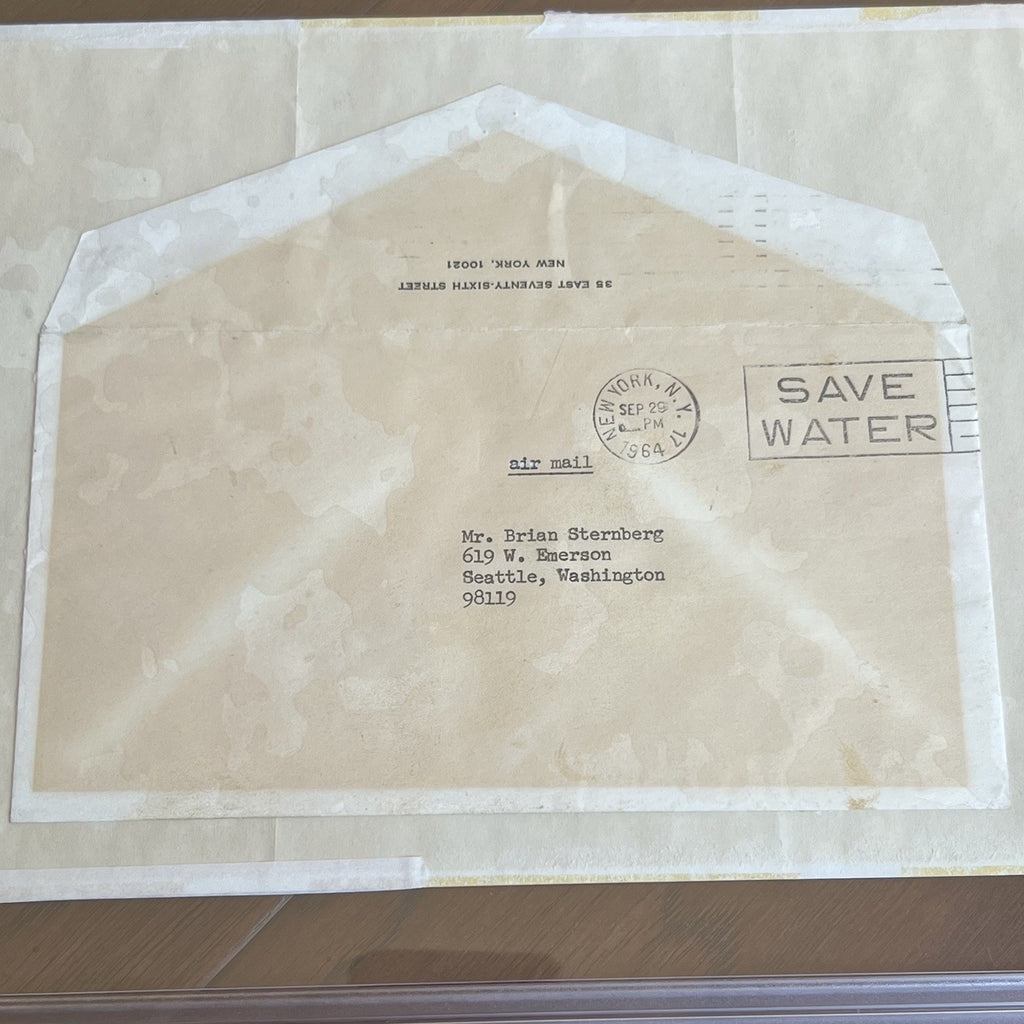 35 EAST SEVENTY-SIXTH STREET
NEW YORK, 10021
NEW YORK, N.Y. 17
SEP 29
PM
1964
SAVE
WATER
air mail
Mr. Brian Sternberg
619 W. Emerson
Seattle, Washington
98119